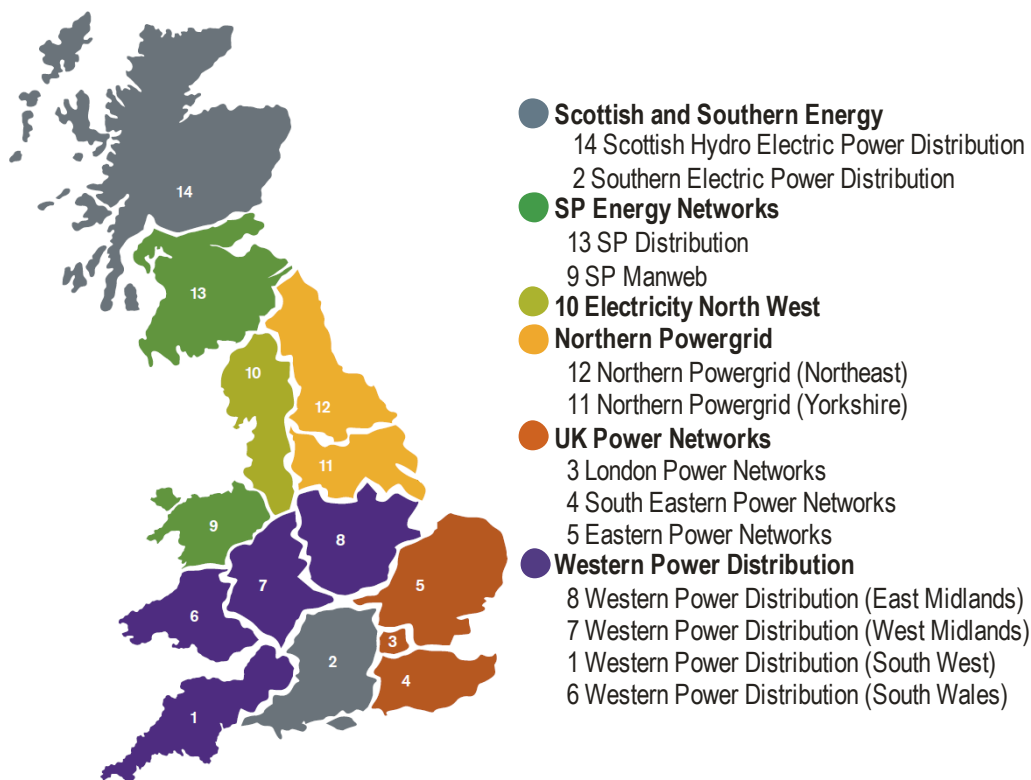 14
13
10
12
11
9
8
7
5
6
3
2
4
1
Scottish and Southern Energy
14 Scottish Hydro Electric Power Distribution
2 Southern Electric Power Distribution
SP Energy Networks
13 SP Distribution
9 SP Manweb
10 Electricity North West
Northern Powergrid
12 Northern Powergrid (Northeast)
11 Northern Powergrid (Yorkshire)
UK Power Networks
3 London Power Networks
4 South Eastern Power Networks
5 Eastern Power Networks
Western Power Distribution
8 Western Power Distribution (East Midlands)
7 Western Power Distribution (West Midlands)
1 Western Power Distribution (South West)
6 Western Power Distribution (South Wales)